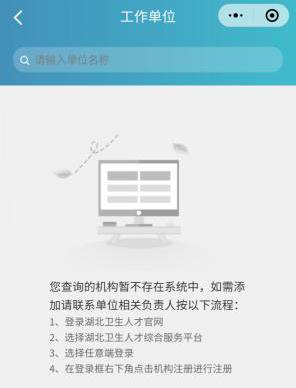 工作单位
请输入单位名称
您查询的机构暂不存在系统中，如需添
加请联系单位相关负责人按以下流程：
1、登录湖北卫生人才官网
2、选择湖北卫生人才综合服务平台
3、选择任意端登录
4、在登录框右下角点击机构注册进行注册